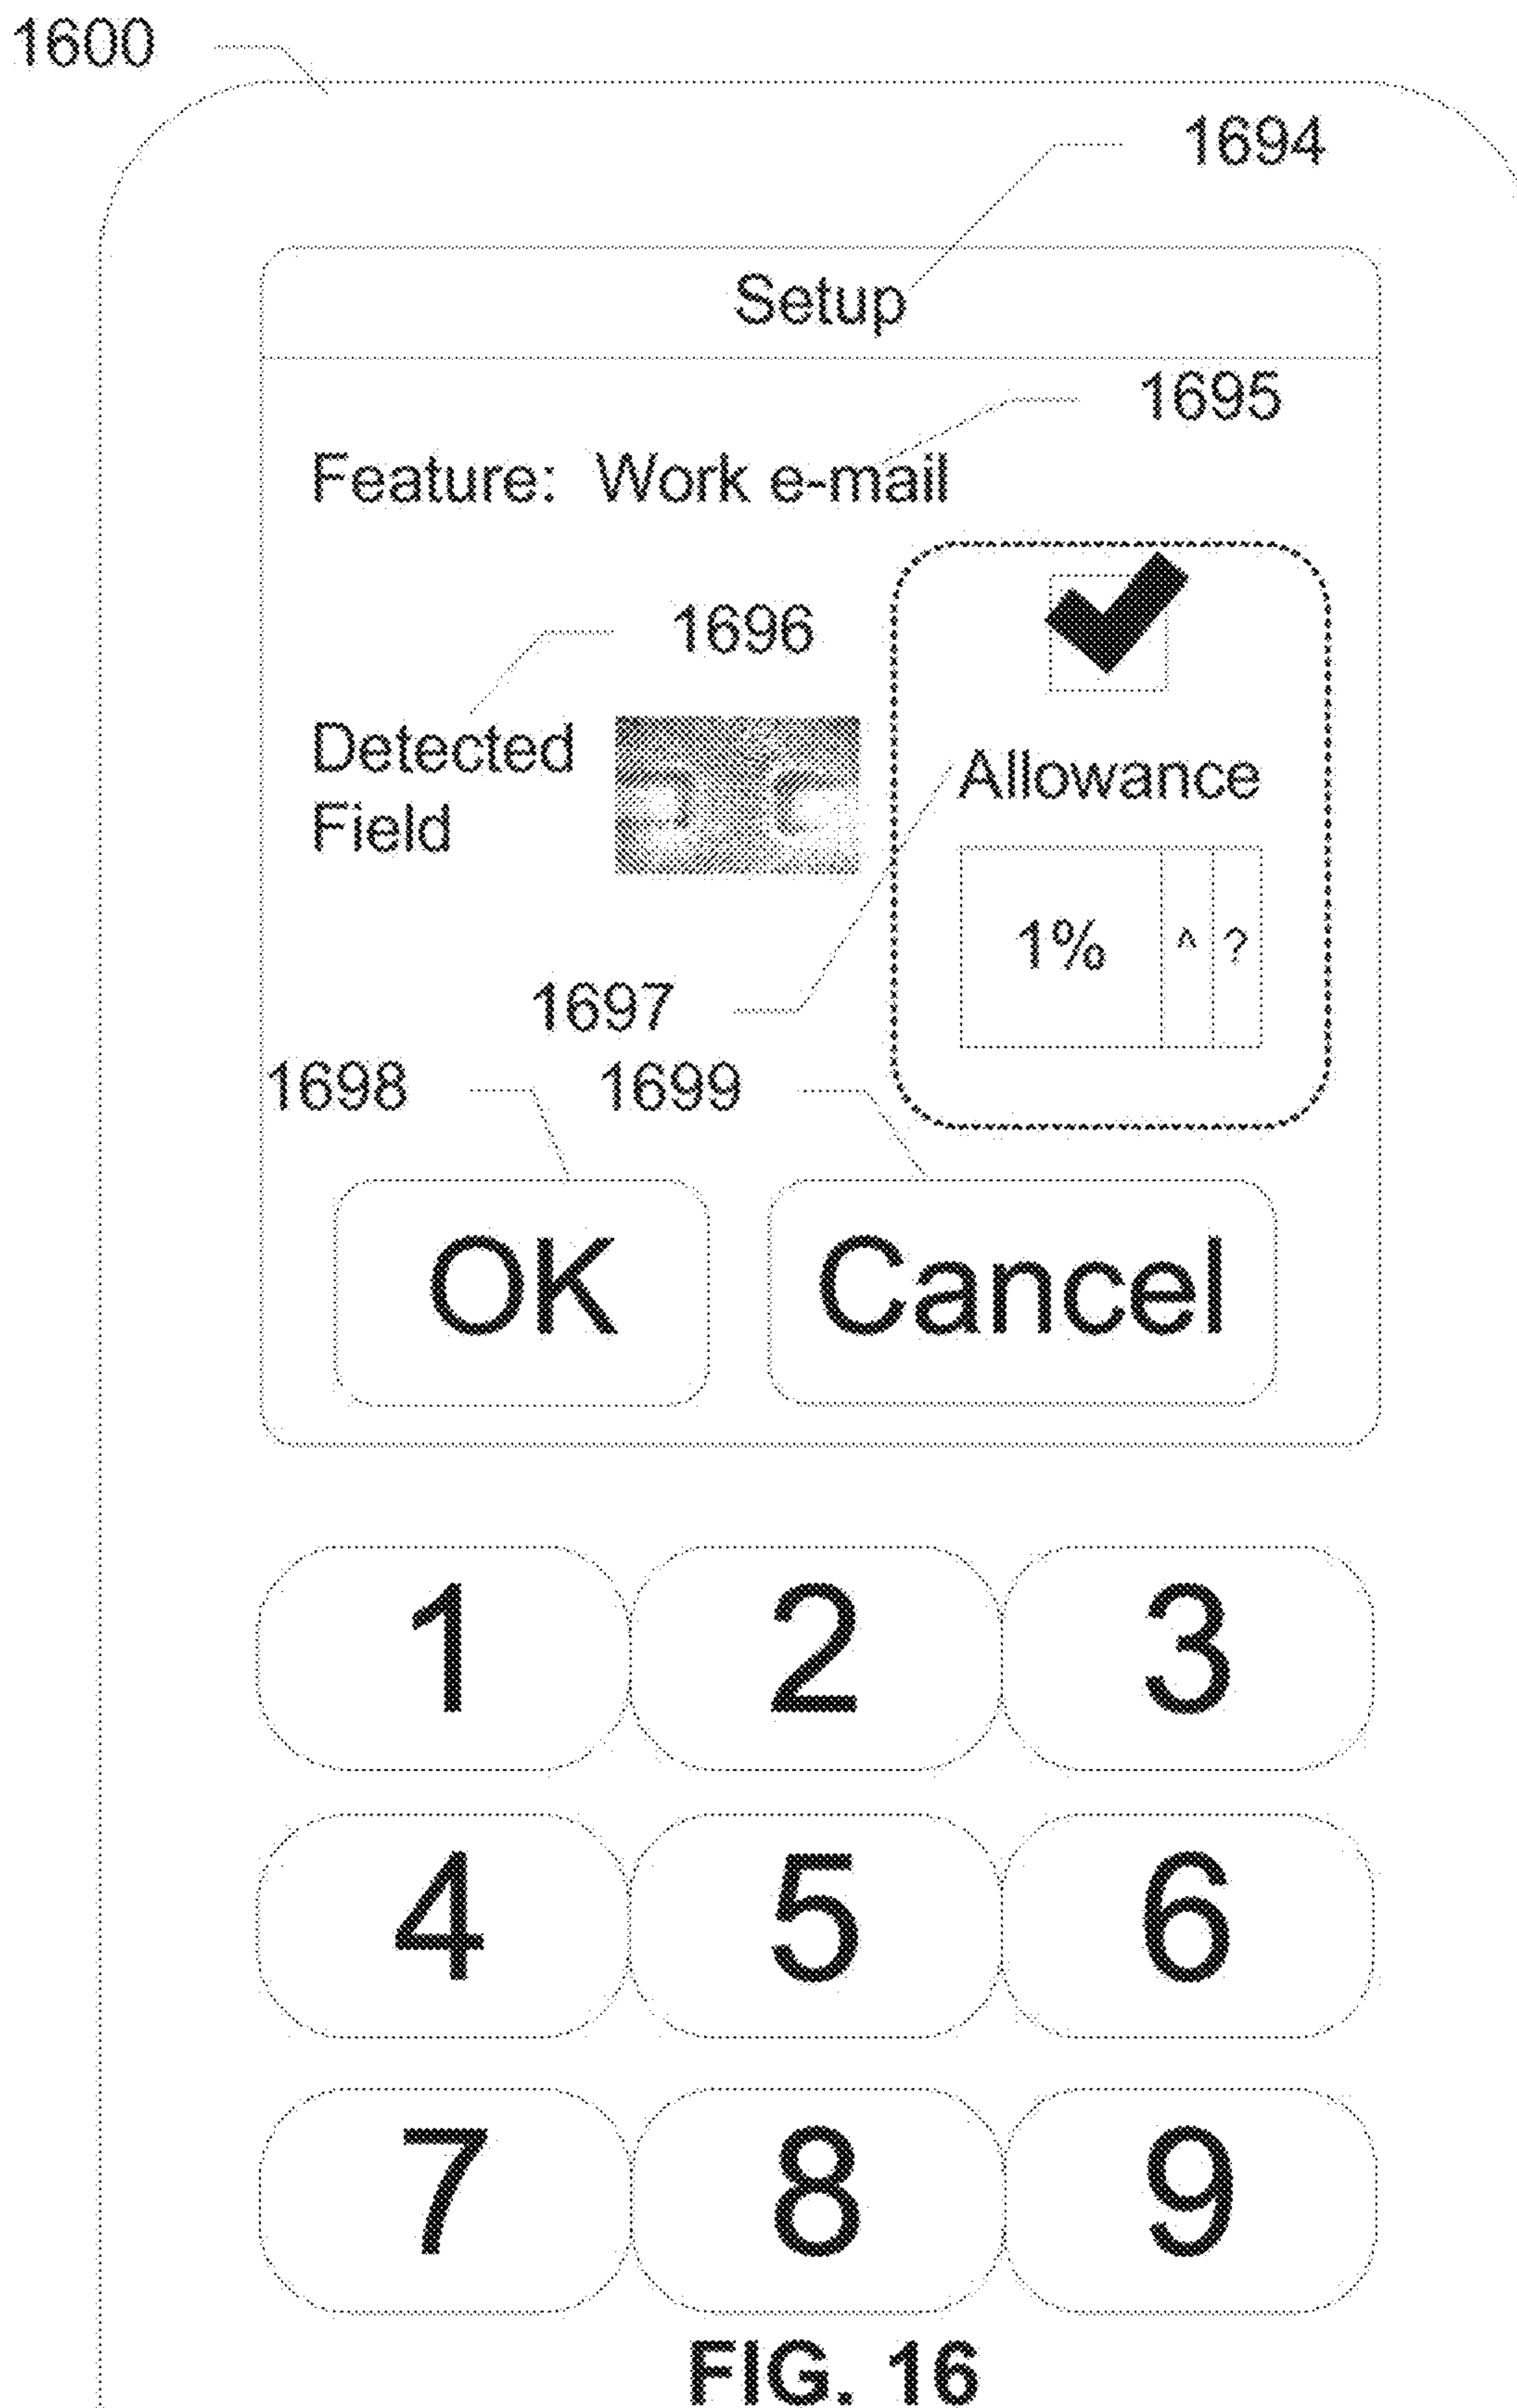 1600
1694
Setup
1695
Feature: Work e-mail
1696
Detected
Field
Allowance
1% ^ ?
1697
1698 1699
OK Cancel
1 2 3
4 5 6
7 8 9
FIG. 16